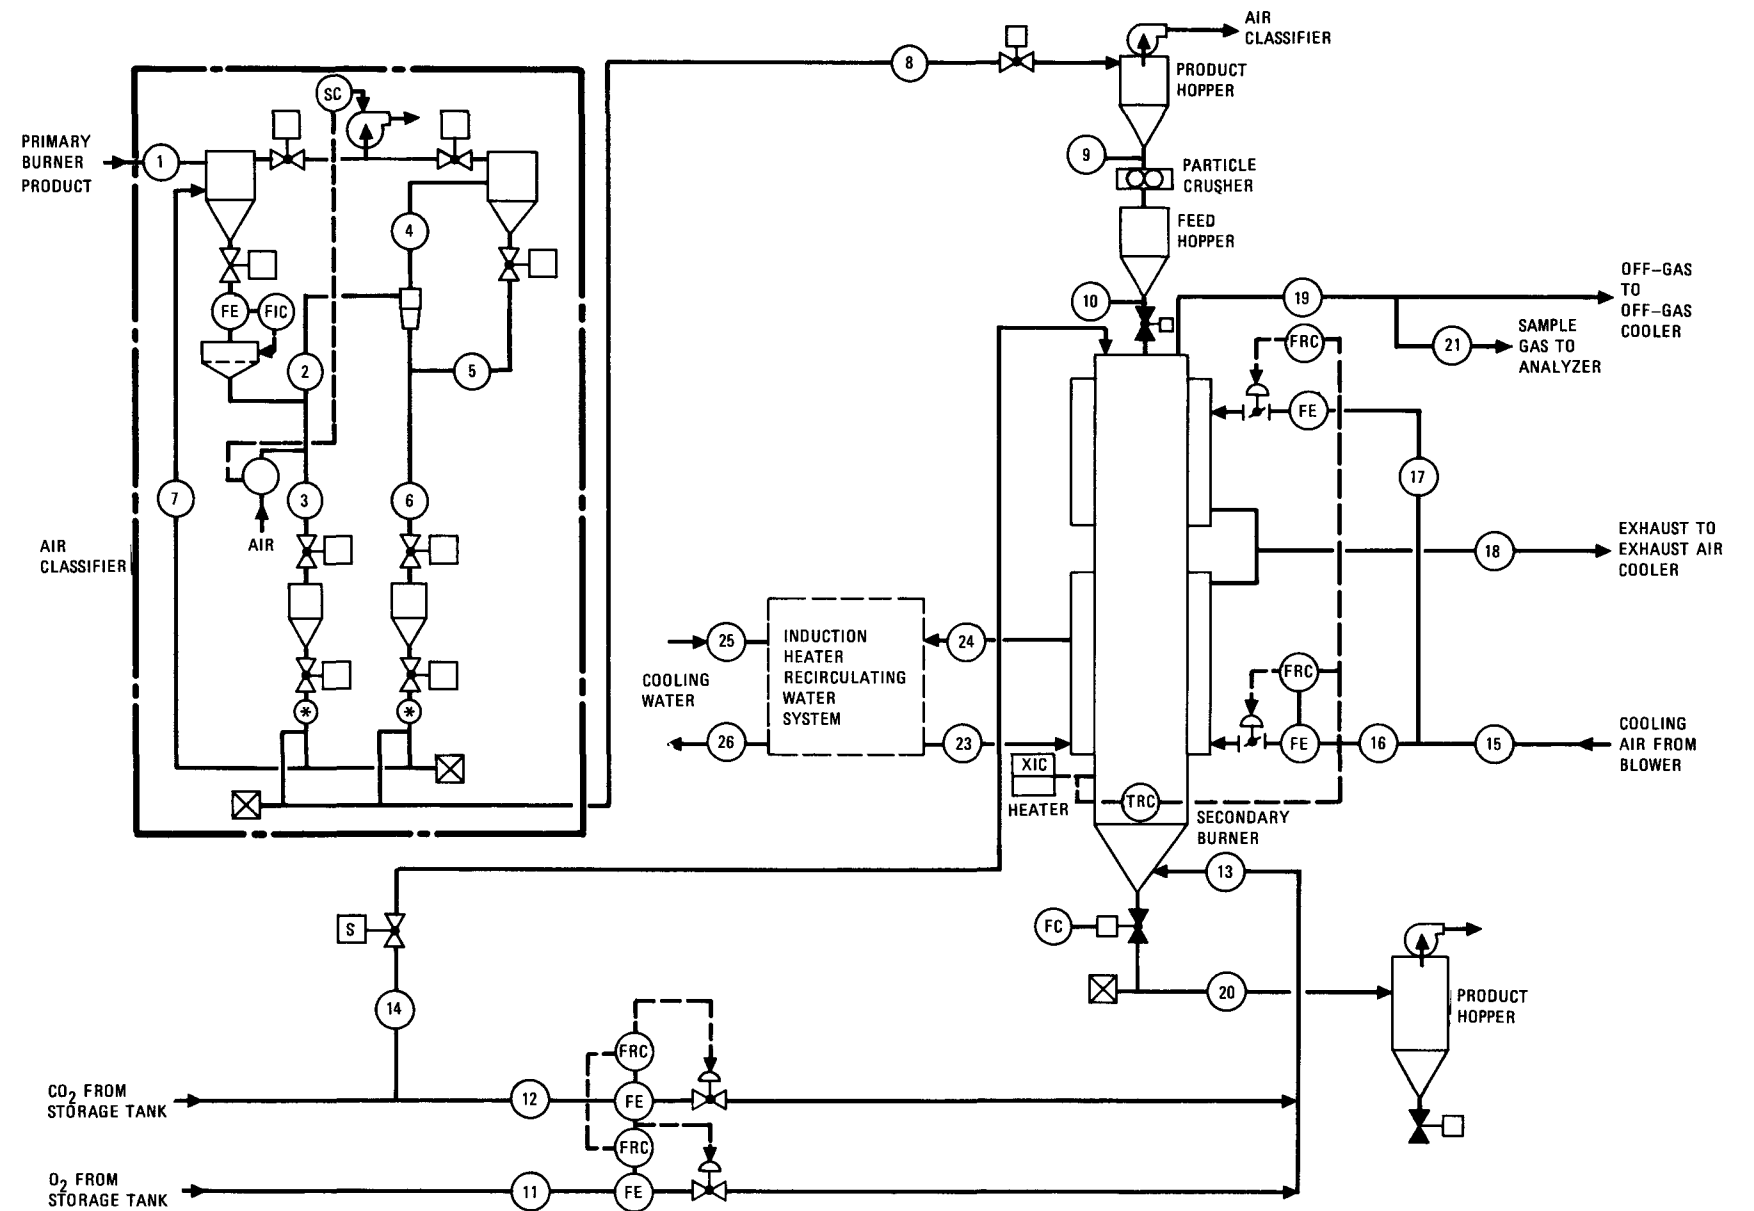 AIR
CLASSIFIER
8
PRODUCT
HOPPER
SC
PRIMARY
BURNER
PRODUCT
1
9
PARTICLE
CRUSHER
4
FEED
HOPPER
FE
FIC
10
19
OFF-GAS
TO
OFF-GAS
COOLER
2
5
FRC
21
SAMPLE
GAS TO
ANALYZER
FE
17
7
3
6
AIR
AIR
CLASSIFIER
18
EXHAUST TO
EXHAUST AIR
COOLER
25
INDUCTION
HEATER
RECIRCULATING
WATER
SYSTEM
24
COOLING
WATER
FRC
*
*
26
23
FE
16
15
COOLING
AIR FROM
BLOWER
XIC
HEATER
TRC
SECONDARY
BURNER
13
S
FC
14
20
PRODUCT
HOPPER
FRC
CO2 FROM
STORAGE TANK
12
FE
FRC
O2 FROM
STORAGE TANK
11
FE